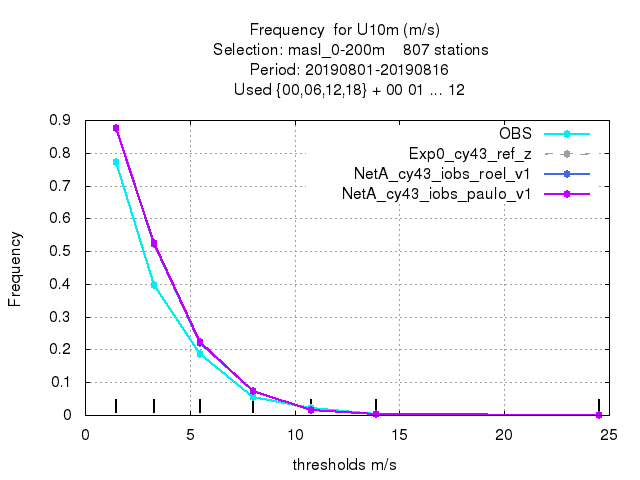 Frequency  for U10m (m/s)
Selection: masl_0-200m    807 stations
Period: 20190801-20190816
Used {00,06,12,18} + 00 01 ... 12
OBS
Exp0_cy43_ref_z
NetA_cy43_iobs_roel_v1
NetA_cy43_iobs_paulo_v1
Frequency
0.9
0.8
0.7
0.6
0.5
0.4
0.3
0.2
0.1
0
0 5 10 15 20 25
thresholds m/s